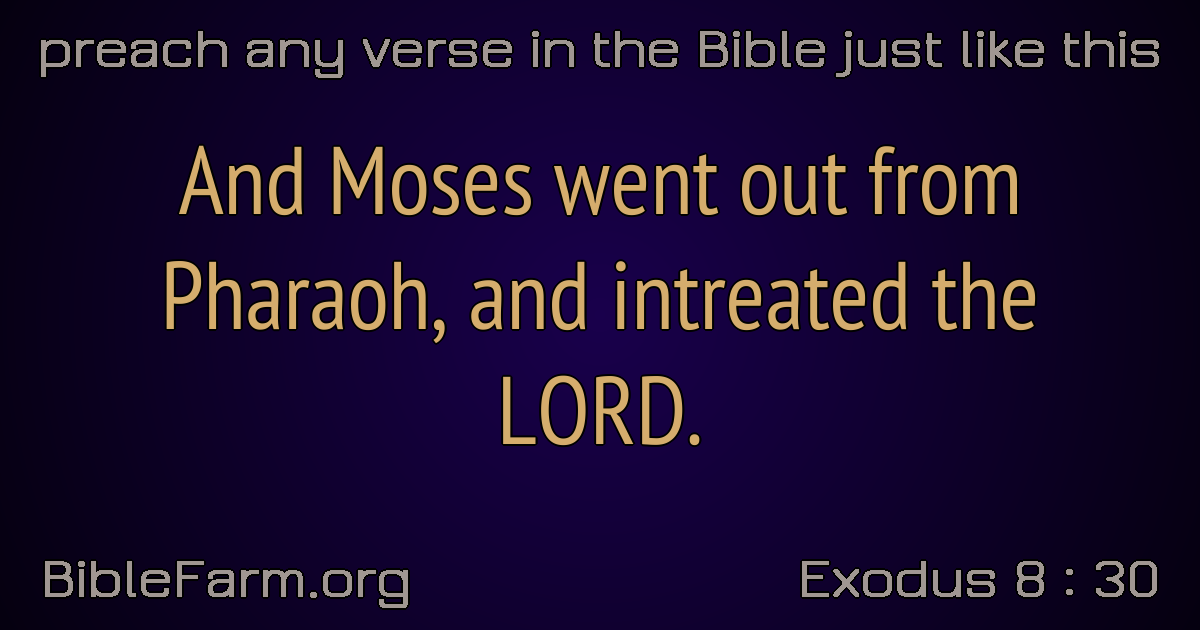 preach any verse in the Bible just like this
And Moses went out from
Pharaoh, and intreated the
LORD.
BibleFarm.org
Exodus 8 : 30